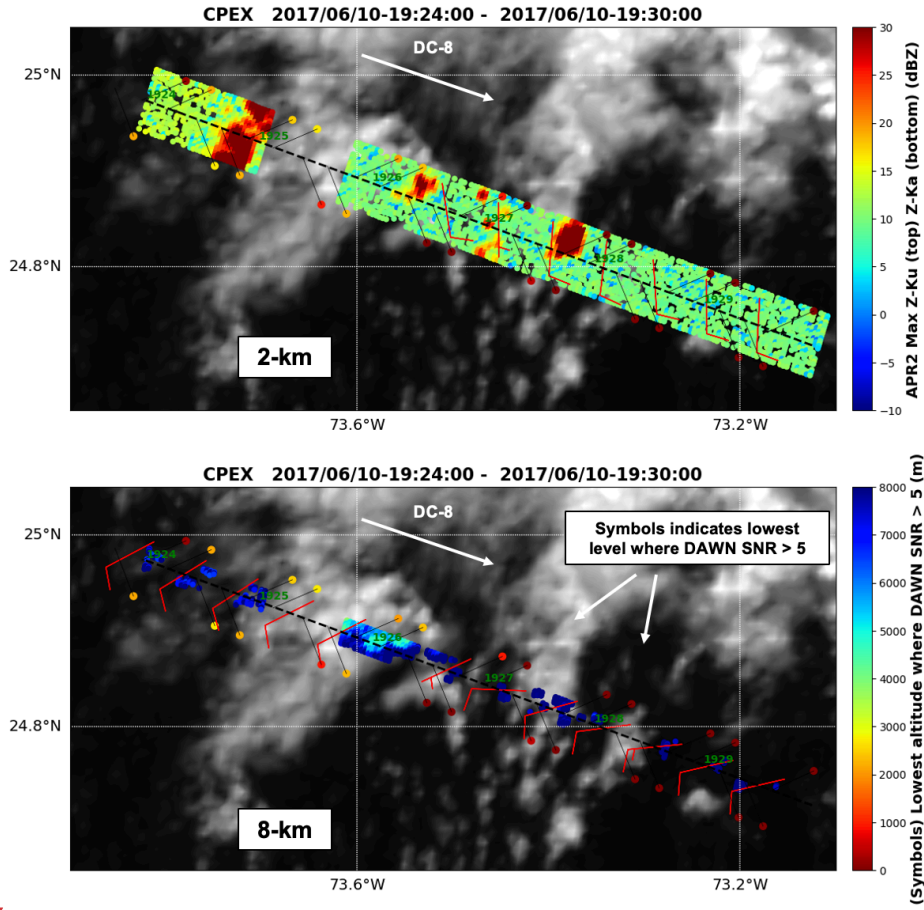 CPEX 2017/06/10-19:24:00 - 2017/06/10-19:30:00
DC-8
25°N
24.8°N
1924
1925
1926
1927
1928
1929
2-km
73.6°W
73.2°W
30
25
20
15
10
5
0
−5
−10
APR2 Max Z-Ku (top) Z-Ka (bottom) (dBZ)
CPEX 2017/06/10-19:24:00 - 2017/06/10-19:30:00
DC-8
Symbols indicates lowest
level where DAWN SNR > 5
25°N
24.8°N
1924
1925
1926
1927
1928
1929
8-km
73.6°W
73.2°W
8000
7000
6000
5000
4000
3000
2000
1000
0
(Symbols) Lowest altitude where DAWN SNR > 5 (m)